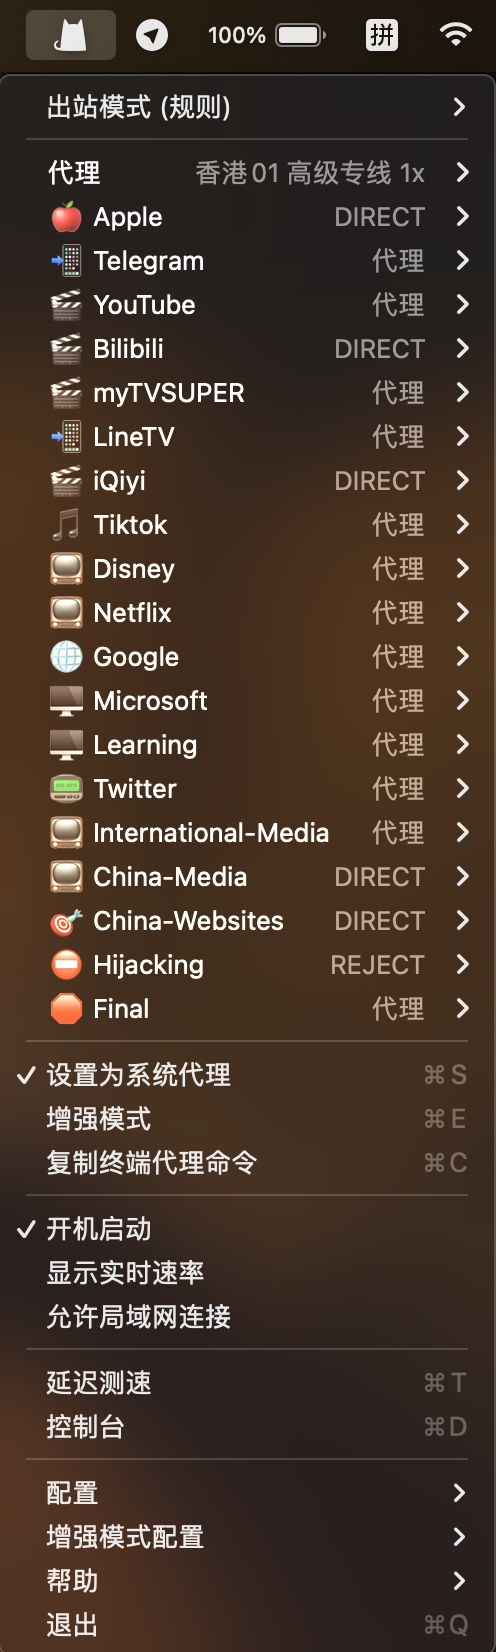 100% 拼
出站模式 (规则)
代理 香港 01 高级专线 1x
Apple DIRECT
Telegram 代理
YouTube 代理
Bilibili DIRECT
myTVSUPER 代理
LineTV 代理
iQiyi DIRECT
Tiktok 代理
Disney 代理
Netflix 代理
Google 代理
Microsoft 代理
Learning 代理
Twitter 代理
International-Media 代理
China-Media DIRECT
China-Websites DIRECT
Hijacking REJECT
Final 代理
设置为系统代理 ⌘S
增强模式 ⌘E
复制终端代理命令 ⌘C
开机启动
显示实时速率
允许局域网连接
延迟测速 ⌘T
控制台 ⌘D
配置
增强模式配置
帮助
退出 ⌘Q